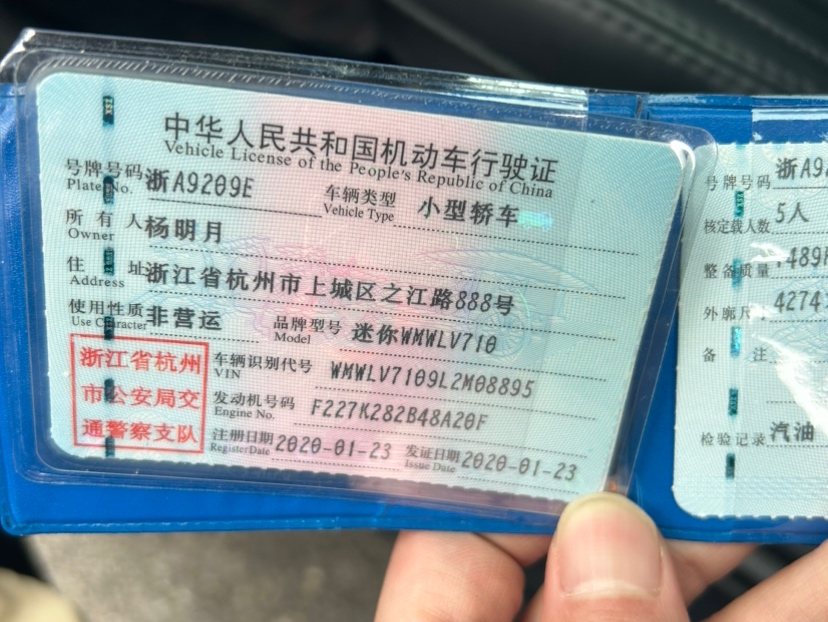 中华人民共和国机动车行驶证
Vehicle License of the People's Republic of China
号牌号码 浙A9209E 车辆类型 小型轿车
Plate No. Vehicle Type
所有人 杨明月
Owner
住址 浙江省杭州市上城区之江路888号
Address
使用性质 非营运 品牌型号 迷你WMWLV710
Use Character Model
浙江省杭州
市公安局交
通警察支队
车辆识别代号 WMWLV7109L2M08895
VIN
发动机号码 F227K282B48A20F
Engine No.
注册日期 2020-01-23 发证日期 2020-01-23
Register Date Issue Date
号牌号码 浙A92
核定载人数 5人
整备质量 489
外廓尺 4274
备注
检验记录 汽油